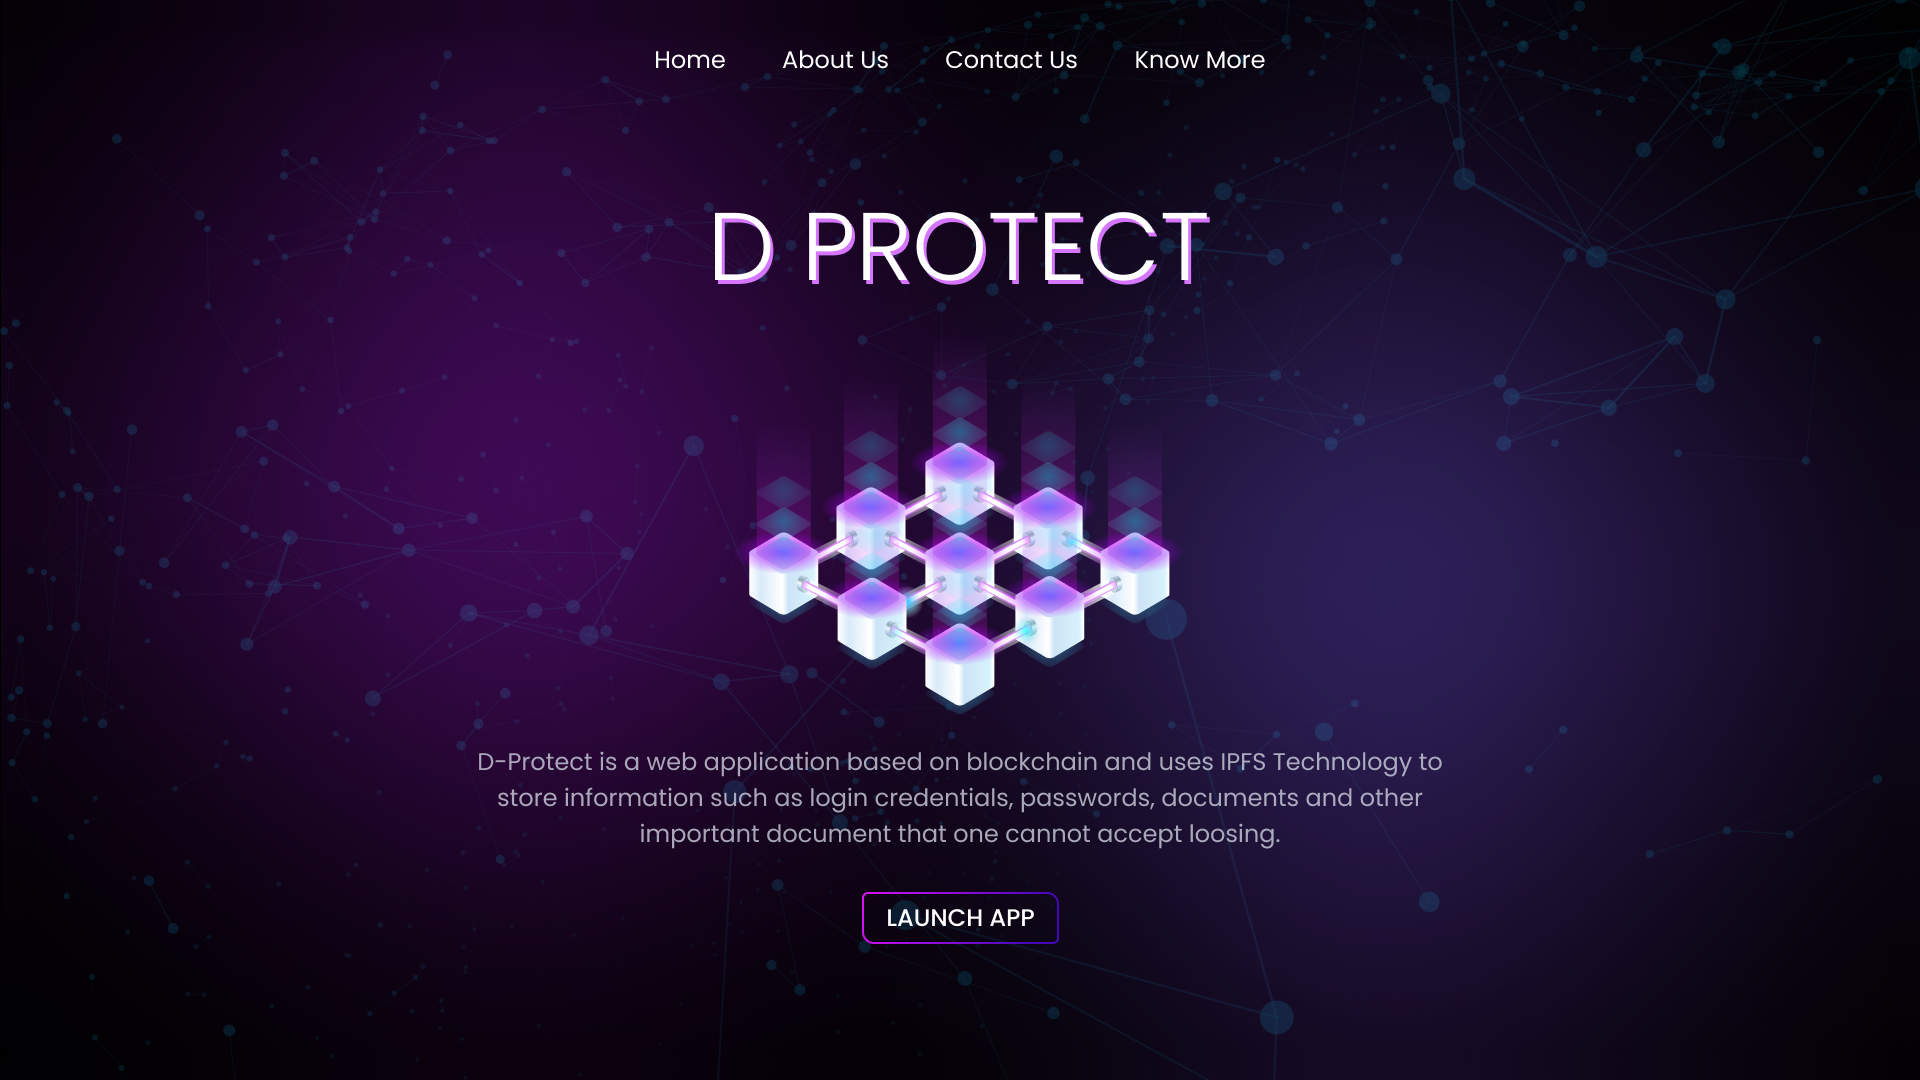 Home About Us Contact Us Know More
D PROTECT
D-Protect is a web application based on blockchain and uses IPFS Technology to
store information such as login credentials, passwords, documents and other
important document that one cannot accept loosing.
LAUNCH APP